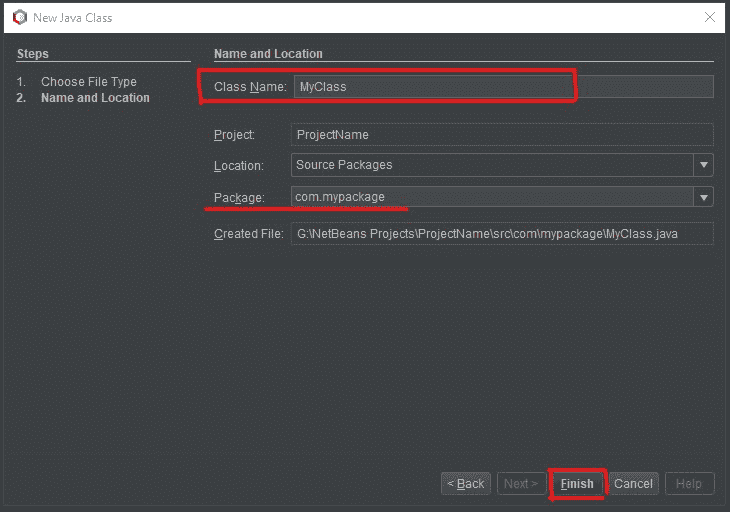 New Java Class
Steps
1. Choose File Type
2. Name and Location
Name and Location
Class Name: MyClass
Project: ProjectName
Location: Source Packages
Package: com.mypackage
Created File: G:\NetBeans Projects\ProjectName\src\com\mypackage\MyClass.java
< Back Next > Finish Cancel Help